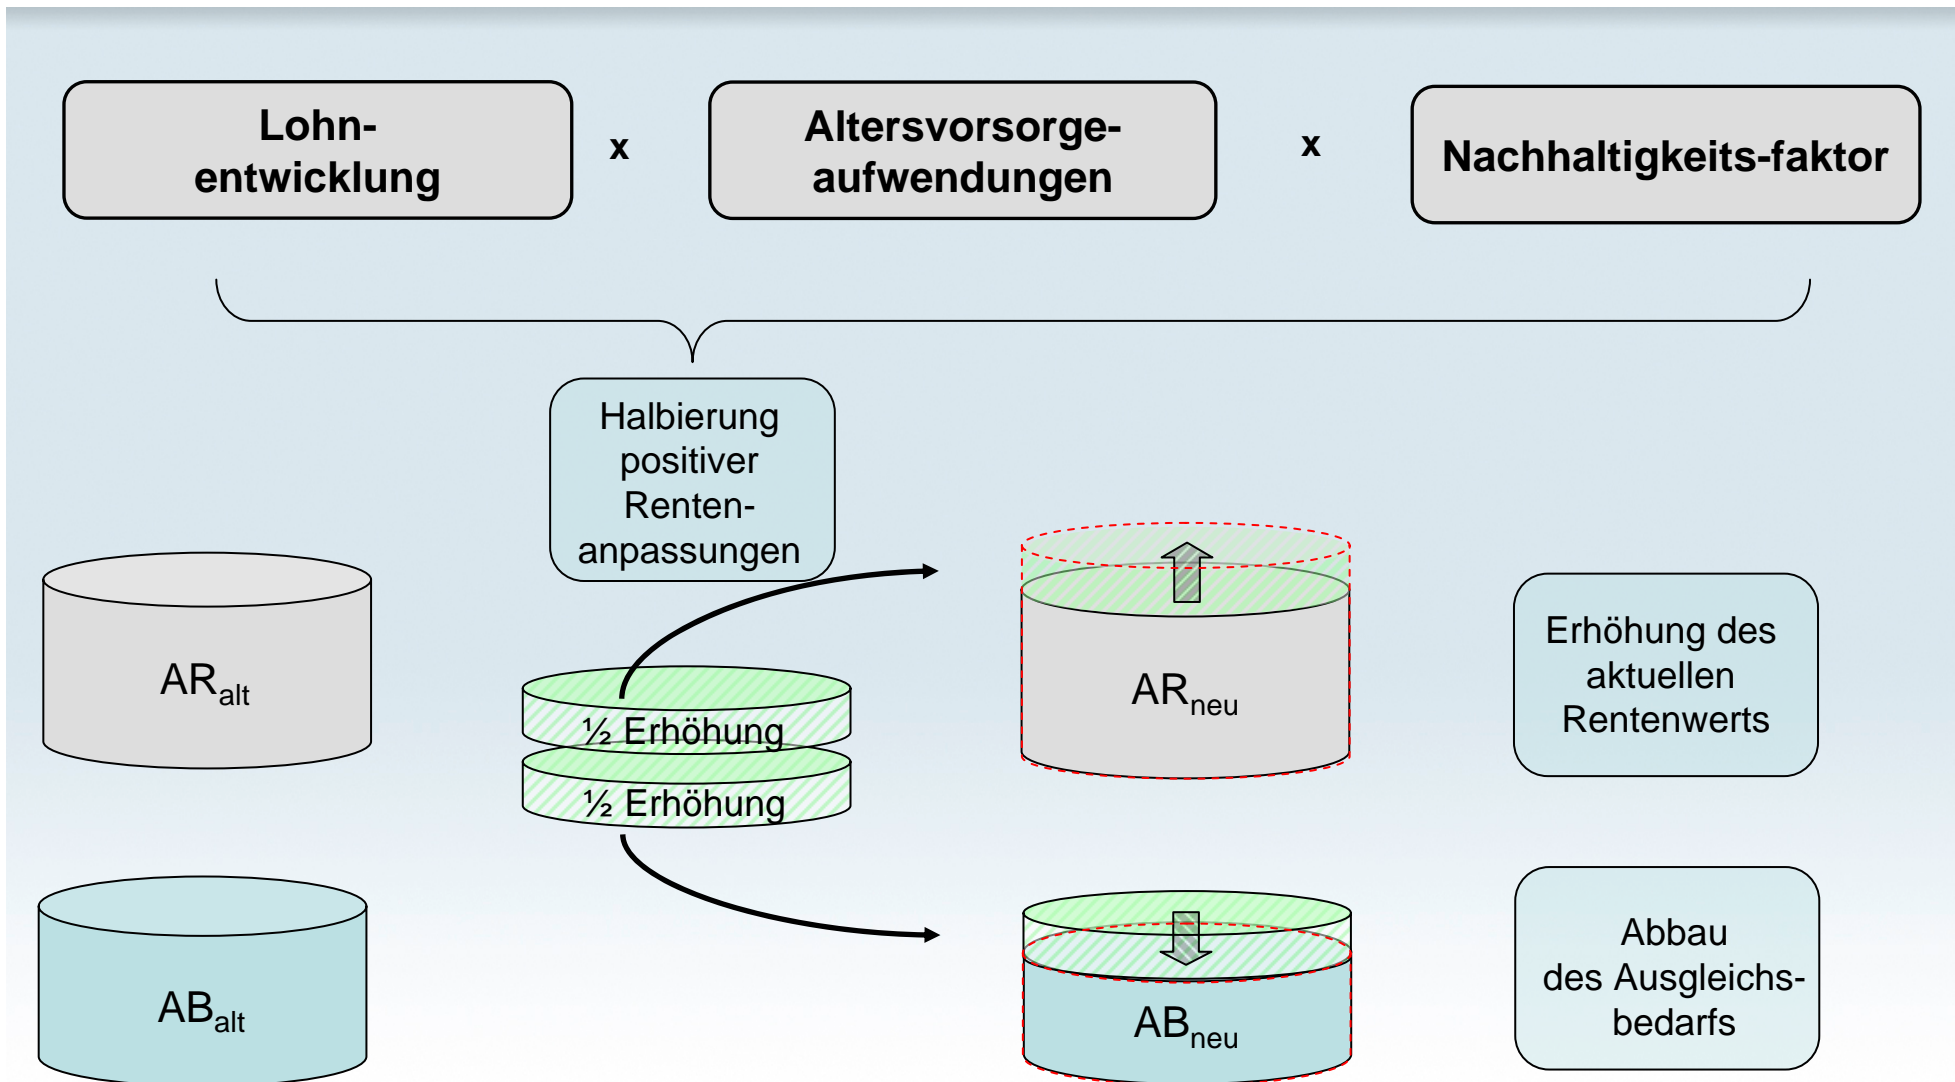 Lohn-
entwicklung
x
Altersvorsorge-
aufwendungen
x
Nachhaltigkeits-faktor
Halbierung
positiver
Renten-
anpassungen
ARalt
½ Erhöhung
½ Erhöhung
ARneu
Erhöhung des
aktuellen
Rentenwerts
ABalt
ABneu
Abbau
des Ausgleichs-
bedarfs